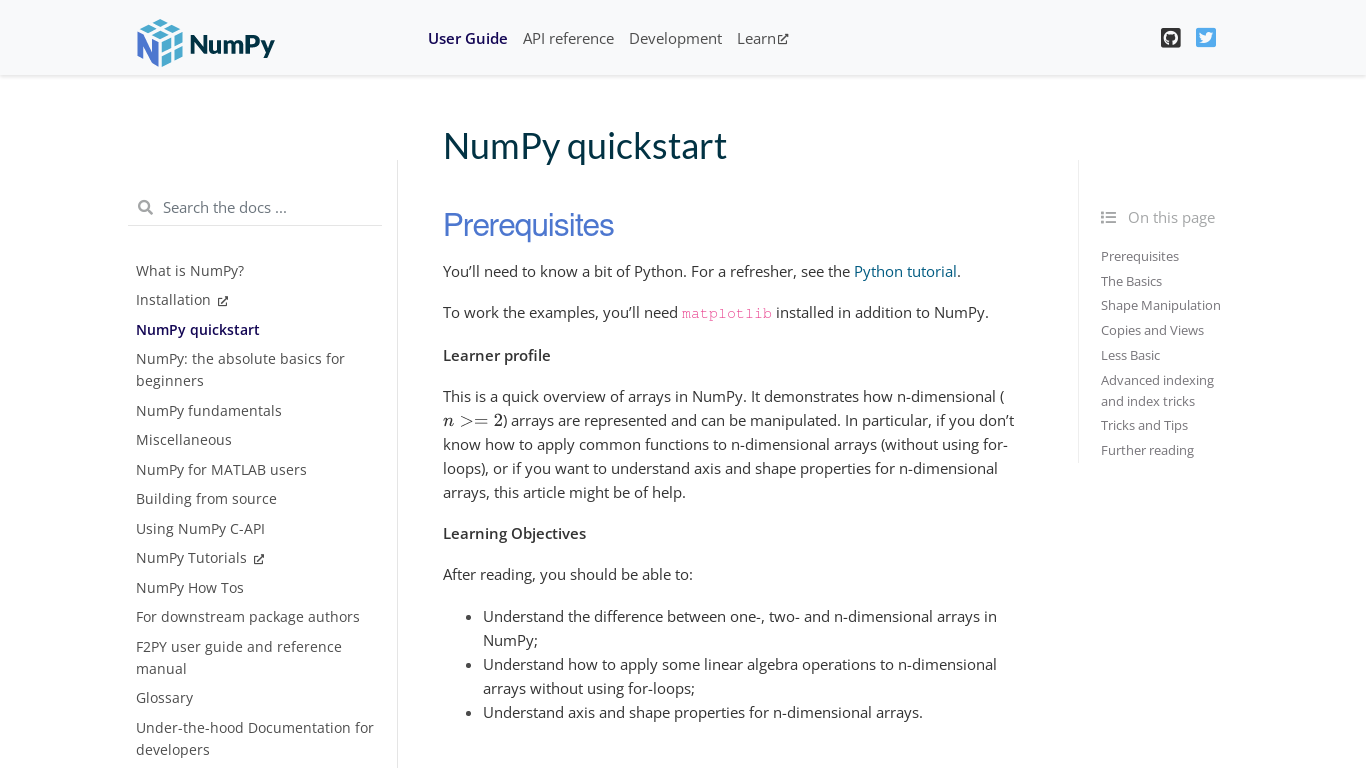 NumPy
User Guide
API reference
Development
Learn
Search the docs ...
What is NumPy?
Installation
NumPy quickstart
NumPy: the absolute basics for
beginners
NumPy fundamentals
Miscellaneous
NumPy for MATLAB users
Building from source
Using NumPy C-API
NumPy Tutorials
NumPy How Tos
For downstream package authors
F2PY user guide and reference
manual
Glossary
Under-the-hood Documentation for
developers
NumPy quickstart
Prerequisites
You’ll need to know a bit of Python. For a refresher, see the Python tutorial.
To work the examples, you’ll need matplotlib installed in addition to NumPy.
Learner profile
This is a quick overview of arrays in NumPy. It demonstrates how n-dimensional (
n >= 2) arrays are represented and can be manipulated. In particular, if you don’t
know how to apply common functions to n-dimensional arrays (without using for-
loops), or if you want to understand axis and shape properties for n-dimensional
arrays, this article might be of help.
Learning Objectives
After reading, you should be able to:
• Understand the difference between one-, two- and n-dimensional arrays in
NumPy;
• Understand how to apply some linear algebra operations to n-dimensional
arrays without using for-loops;
• Understand axis and shape properties for n-dimensional arrays.
On this page
Prerequisites
The Basics
Shape Manipulation
Copies and Views
Less Basic
Advanced indexing
and index tricks
Tricks and Tips
Further reading